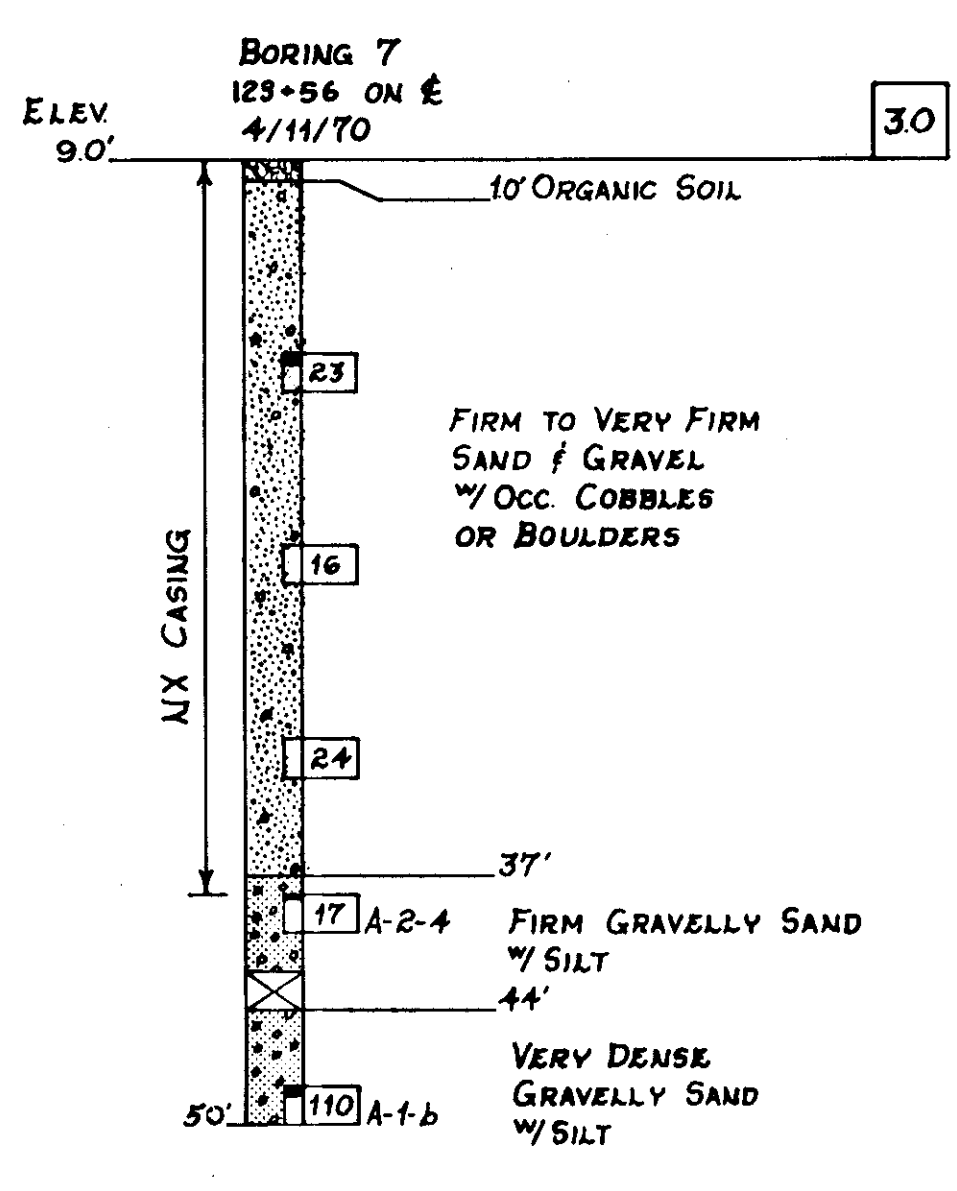 BORING 7
129+56 ON ℄
4/11/70
ELEV.
9.0'
3.0
1.0' ORGANIC SOIL
23
FIRM TO VERY FIRM
SAND & GRAVEL
W/ OCC. COBBLES
OR BOULDERS
16
NX CASING
24
37'
17 A-2-4
FIRM GRAVELLY SAND
W/ SILT
44'
VERY DENSE
GRAVELLY SAND
W/ SILT
50'
110 A-1-b